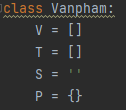 class Vanpham:
    V = []
    T = []
    S = ''
    P = {}